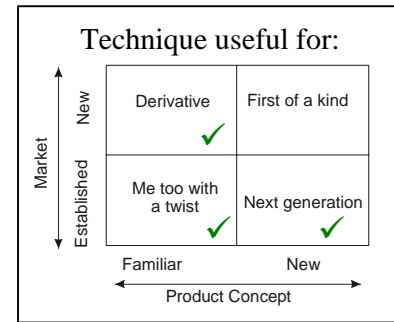 Technique useful for:
Market
New
Derivative
First of a kind
Established
Me too with
a twist
Next generation
Familiar
New
Product Concept